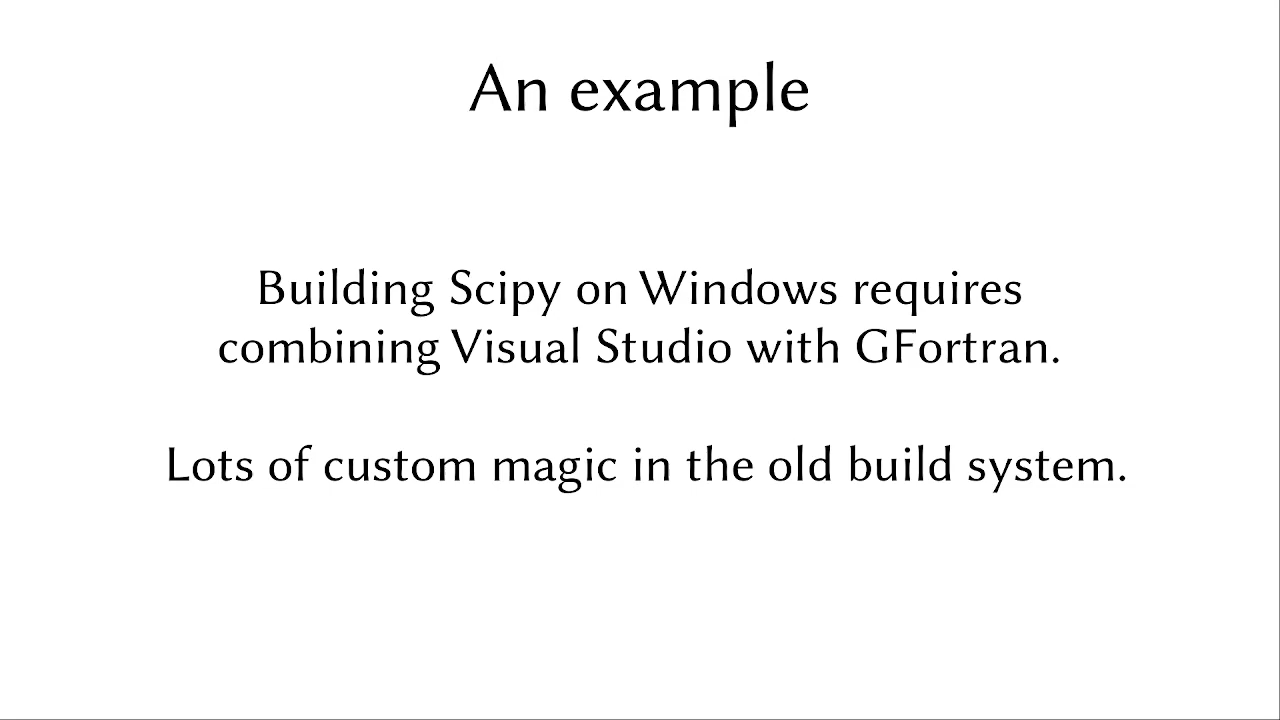 An example
Building Scipy on Windows requires
combining Visual Studio with GFortran.
Lots of custom magic in the old build system.